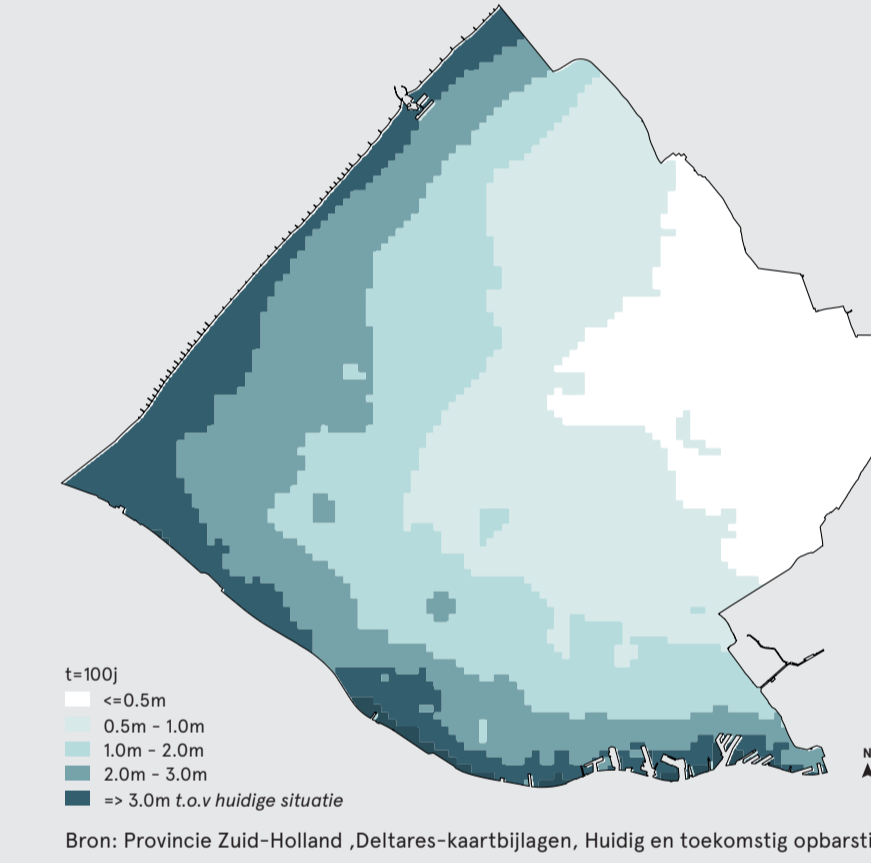 N
t=100j
<=0.5m
0.5m - 1.0m
1.0m - 2.0m
2.0m - 3.0m
=> 3.0m t.o.v huidige situatie
Bron: Provincie Zuid-Holland ,Deltares-kaartbijlagen, Huidig en toekomstig opbarsti